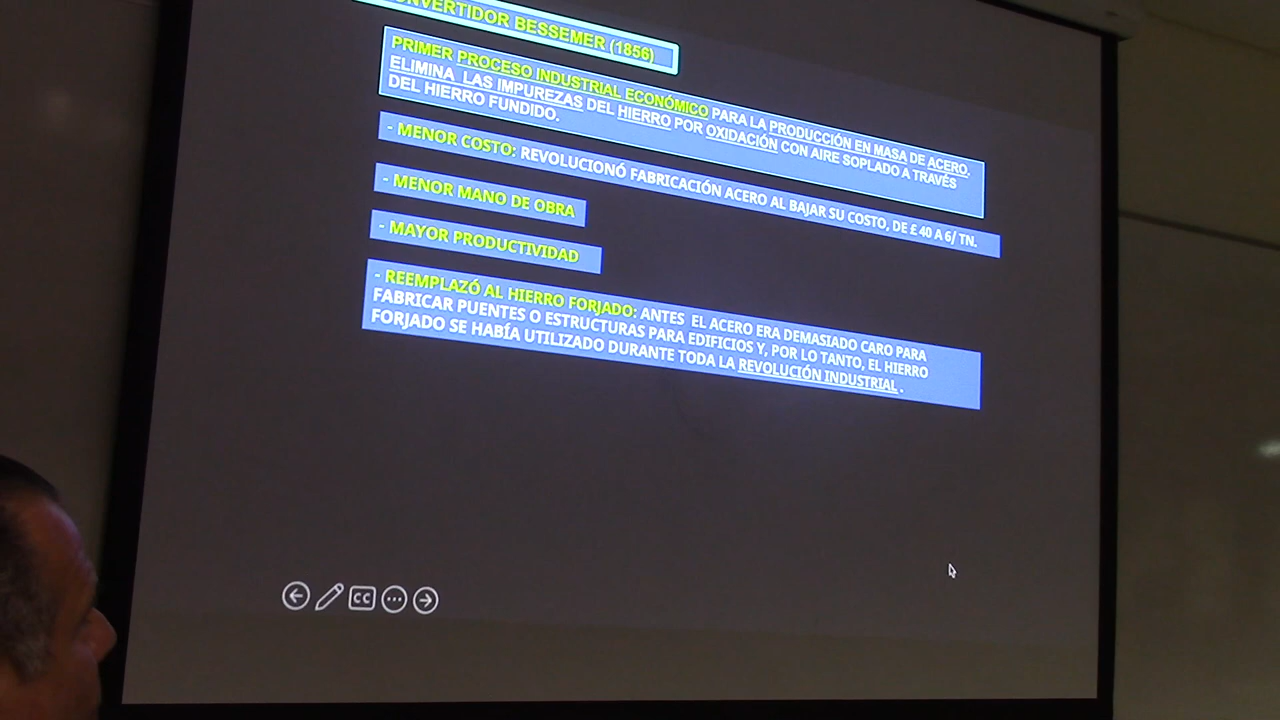 ONVERTIDOR BESSEMER (1856)
PRIMER PROCESO INDUSTRIAL ECONÓMICO PARA LA PRODUCCIÓN EN MASA DE ACERO.
ELIMINA LAS IMPUREZAS DEL HIERRO POR OXIDACIÓN CON AIRE SOPLADO A TRAVÉS
DEL HIERRO FUNDIDO.
- MENOR COSTO: REVOLUCIONÓ FABRICACIÓN ACERO AL BAJAR SU COSTO, DE £ 40 A 6/ TN.
- MENOR MANO DE OBRA
- MAYOR PRODUCTIVIDAD
- REEMPLAZÓ AL HIERRO FORJADO: ANTES EL ACERO ERA DEMASIADO CARO PARA
FABRICAR PUENTES O ESTRUCTURAS PARA EDIFICIOS Y, POR LO TANTO, EL HIERRO
FORJADO SE HABÍA UTILIZADO DURANTE TODA LA REVOLUCIÓN INDUSTRIAL .
CC